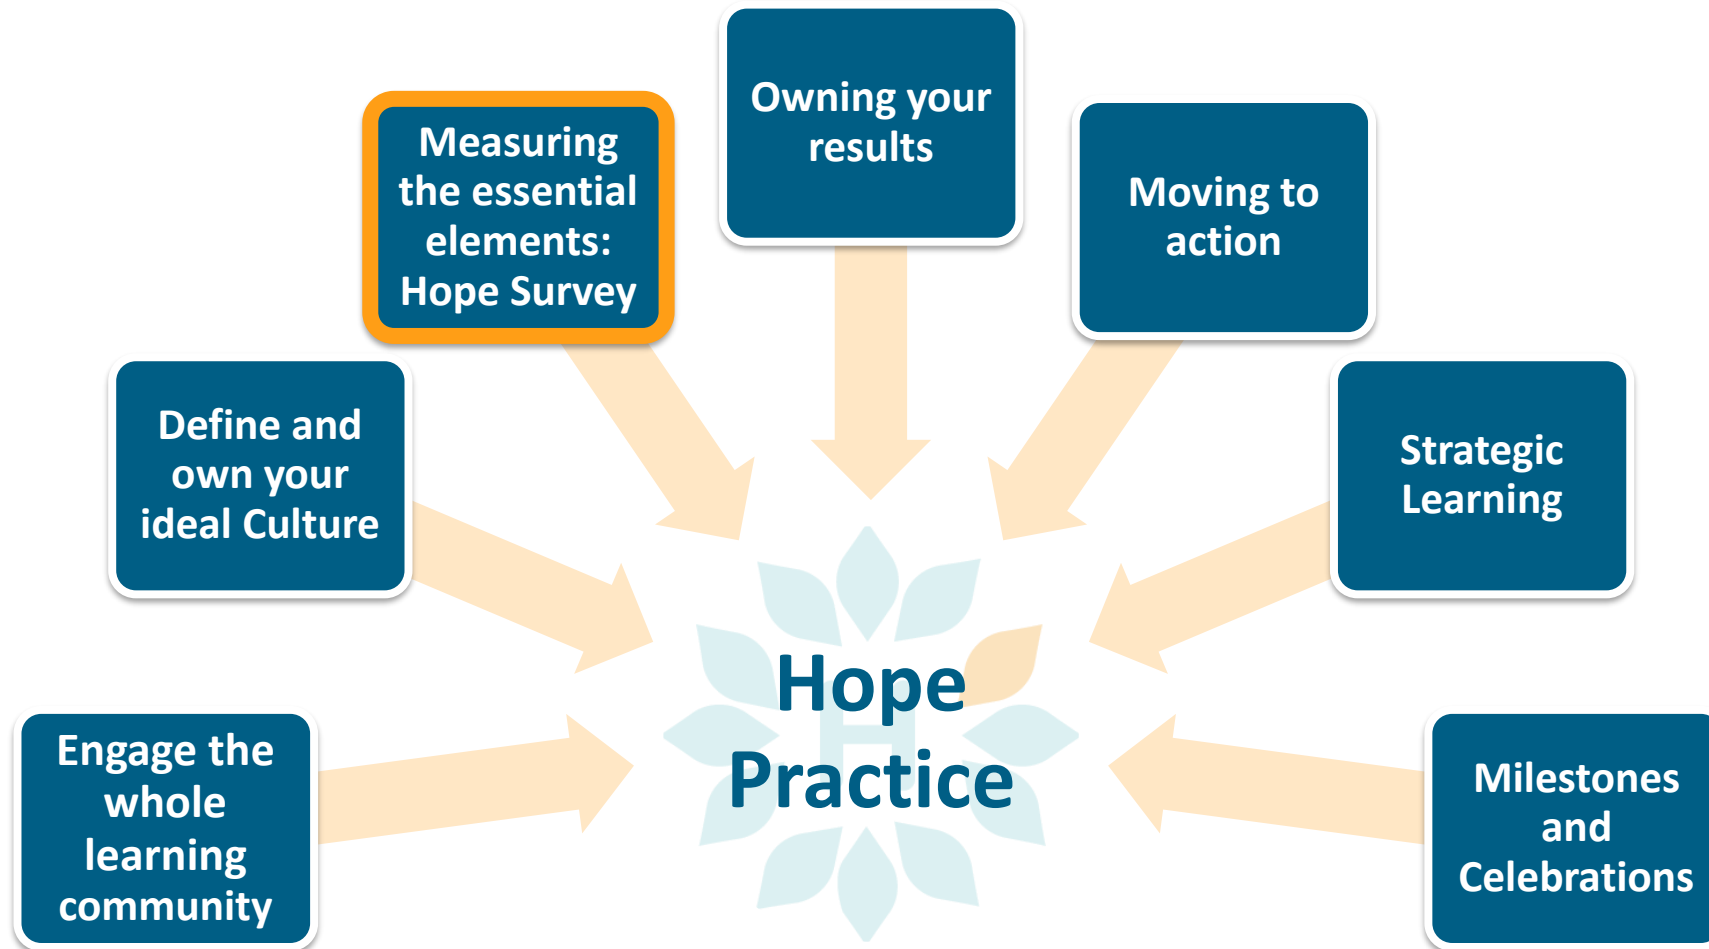 Owning your
results
Measuring
the essential
elements:
Hope Survey
Moving to
action
Define and
own your
ideal Culture
Strategic
Learning
Engage the
whole
learning
community
Hope
Practice
H
Milestones
and
Celebrations